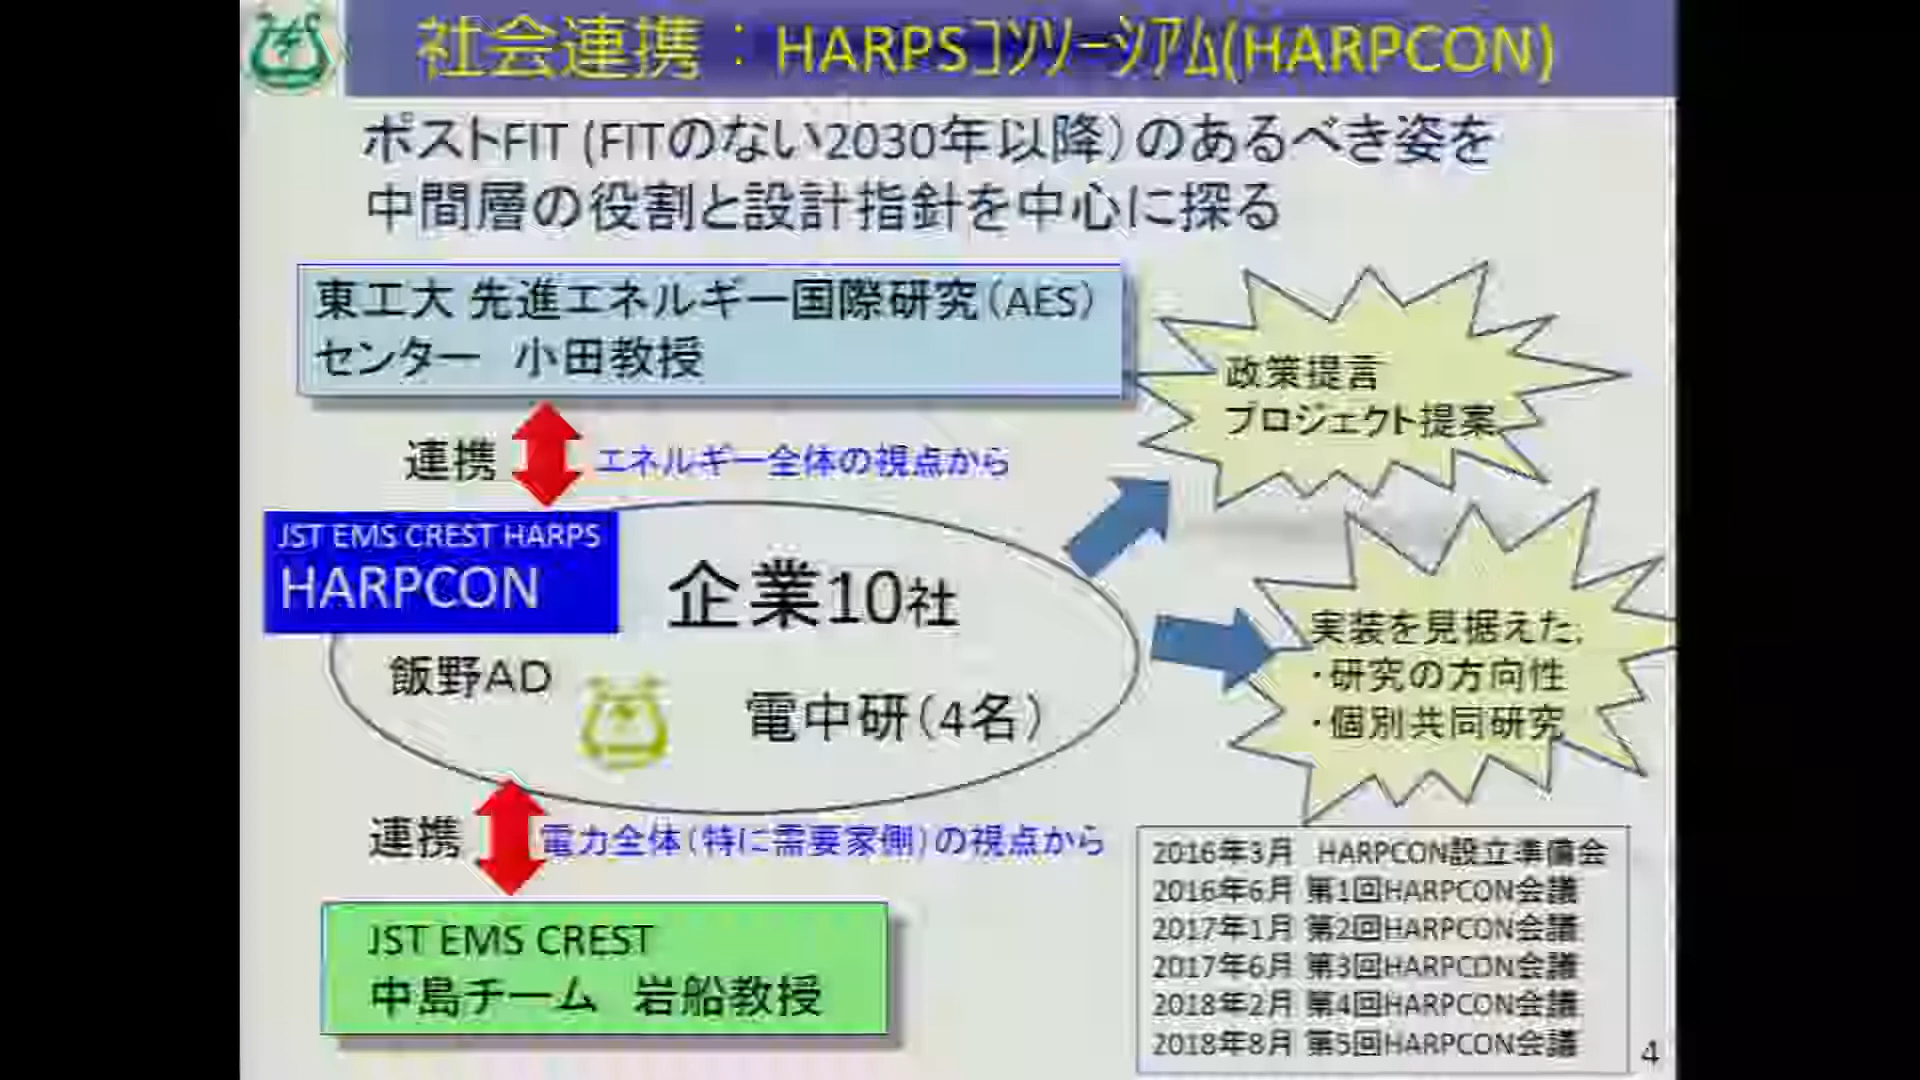 社会連携：HARPSｺﾝｿｰｼｱﾑ(HARPCON)
ポストFIT (FITのない2030年以降）のあるべき姿を
中間層の役割と設計指針を中心に探る
東工大 先進エネルギー国際研究（AES）
センター　小田教授
政策提言
プロジェクト提案
連携
エネルギー全体の視点から
JST EMS CREST HARPS
HARPCON
企業10社
飯野AD
電中研（4名）
実装を見据えた、
・研究の方向性
・個別共同研究
連携
電力全体（特に需要家側）の視点から
JST EMS CREST
中島チーム　岩船教授
2016年3月　HARPCON設立準備会
2016年6月 第1回HARPCON会議
2017年1月 第2回HARPCON会議
2017年6月 第3回HARPCON会議
2018年2月 第4回HARPCON会議
2018年8月 第5回HARPCON会議
4